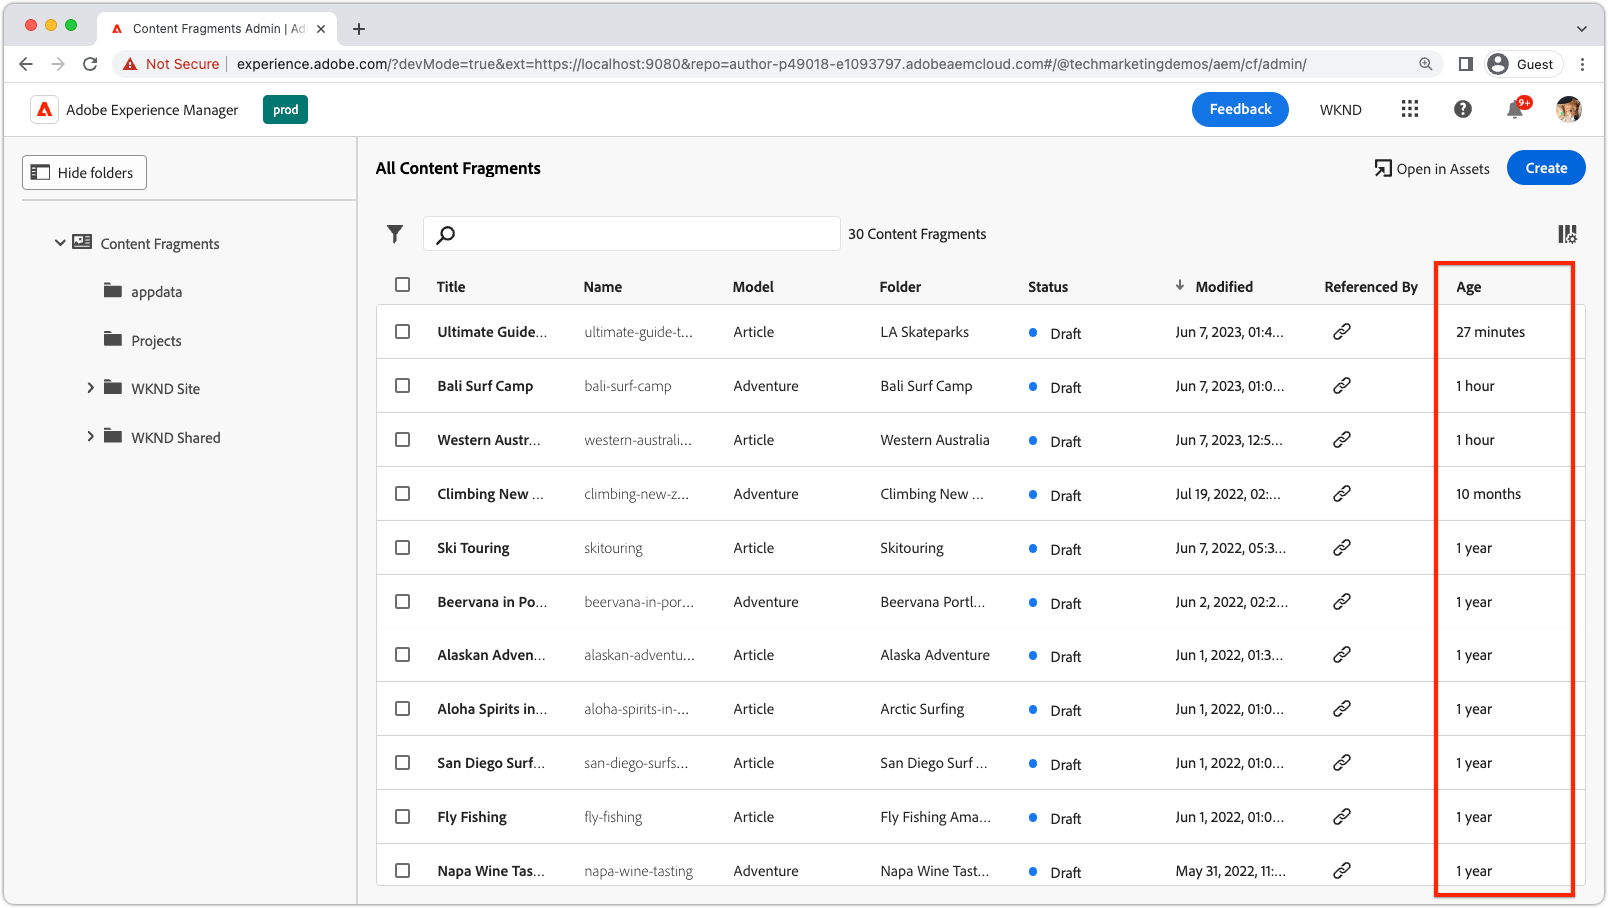 Content Fragments Admin | Ad
Not Secure
experience.adobe.com/?devMode=true&ext=https://localhost:9080&repo=author-p49018-e1093797.adobeaemcloud.com#/@techmarketingdemos/aem/cf/admin/
Guest
Adobe Experience Manager
prod
Feedback
WKND
9+
Hide folders
All Content Fragments
Open in Assets
Create
Content Fragments
appdata
Projects
WKND Site
WKND Shared
30 Content Fragments
Title Name Model Folder Status Modified Referenced By Age
Ultimate Guide... ultimate-guide-t... Article LA Skateparks Draft Jun 7, 2023, 01:4... 27 minutes
Bali Surf Camp bali-surf-camp Adventure Bali Surf Camp Draft Jun 7, 2023, 01:0... 1 hour
Western Austr... western-australi... Article Western Australia Draft Jun 7, 2023, 12:5... 1 hour
Climbing New ... climbing-new-z... Adventure Climbing New ... Draft Jul 19, 2022, 02:... 10 months
Ski Touring skitouring Article Skitouring Draft Jun 7, 2022, 05:3... 1 year
Beervana in Po... beervana-in-por... Adventure Beervana Portl... Draft Jun 2, 2022, 02:2... 1 year
Alaskan Adven... alaskan-adventu... Article Alaska Adventure Draft Jun 1, 2022, 01:3... 1 year
Aloha Spirits in... aloha-spirits-in-... Article Arctic Surfing Draft Jun 1, 2022, 01:0... 1 year
San Diego Surf... san-diego-surfs... Article San Diego Surf ... Draft Jun 1, 2022, 01:0... 1 year
Fly Fishing fly-fishing Article Fly Fishing Ama... Draft Jun 1, 2022, 01:0... 1 year
Napa Wine Tas... napa-wine-tasting Adventure Napa Wine Tast... Draft May 31, 2022, 11:... 1 year